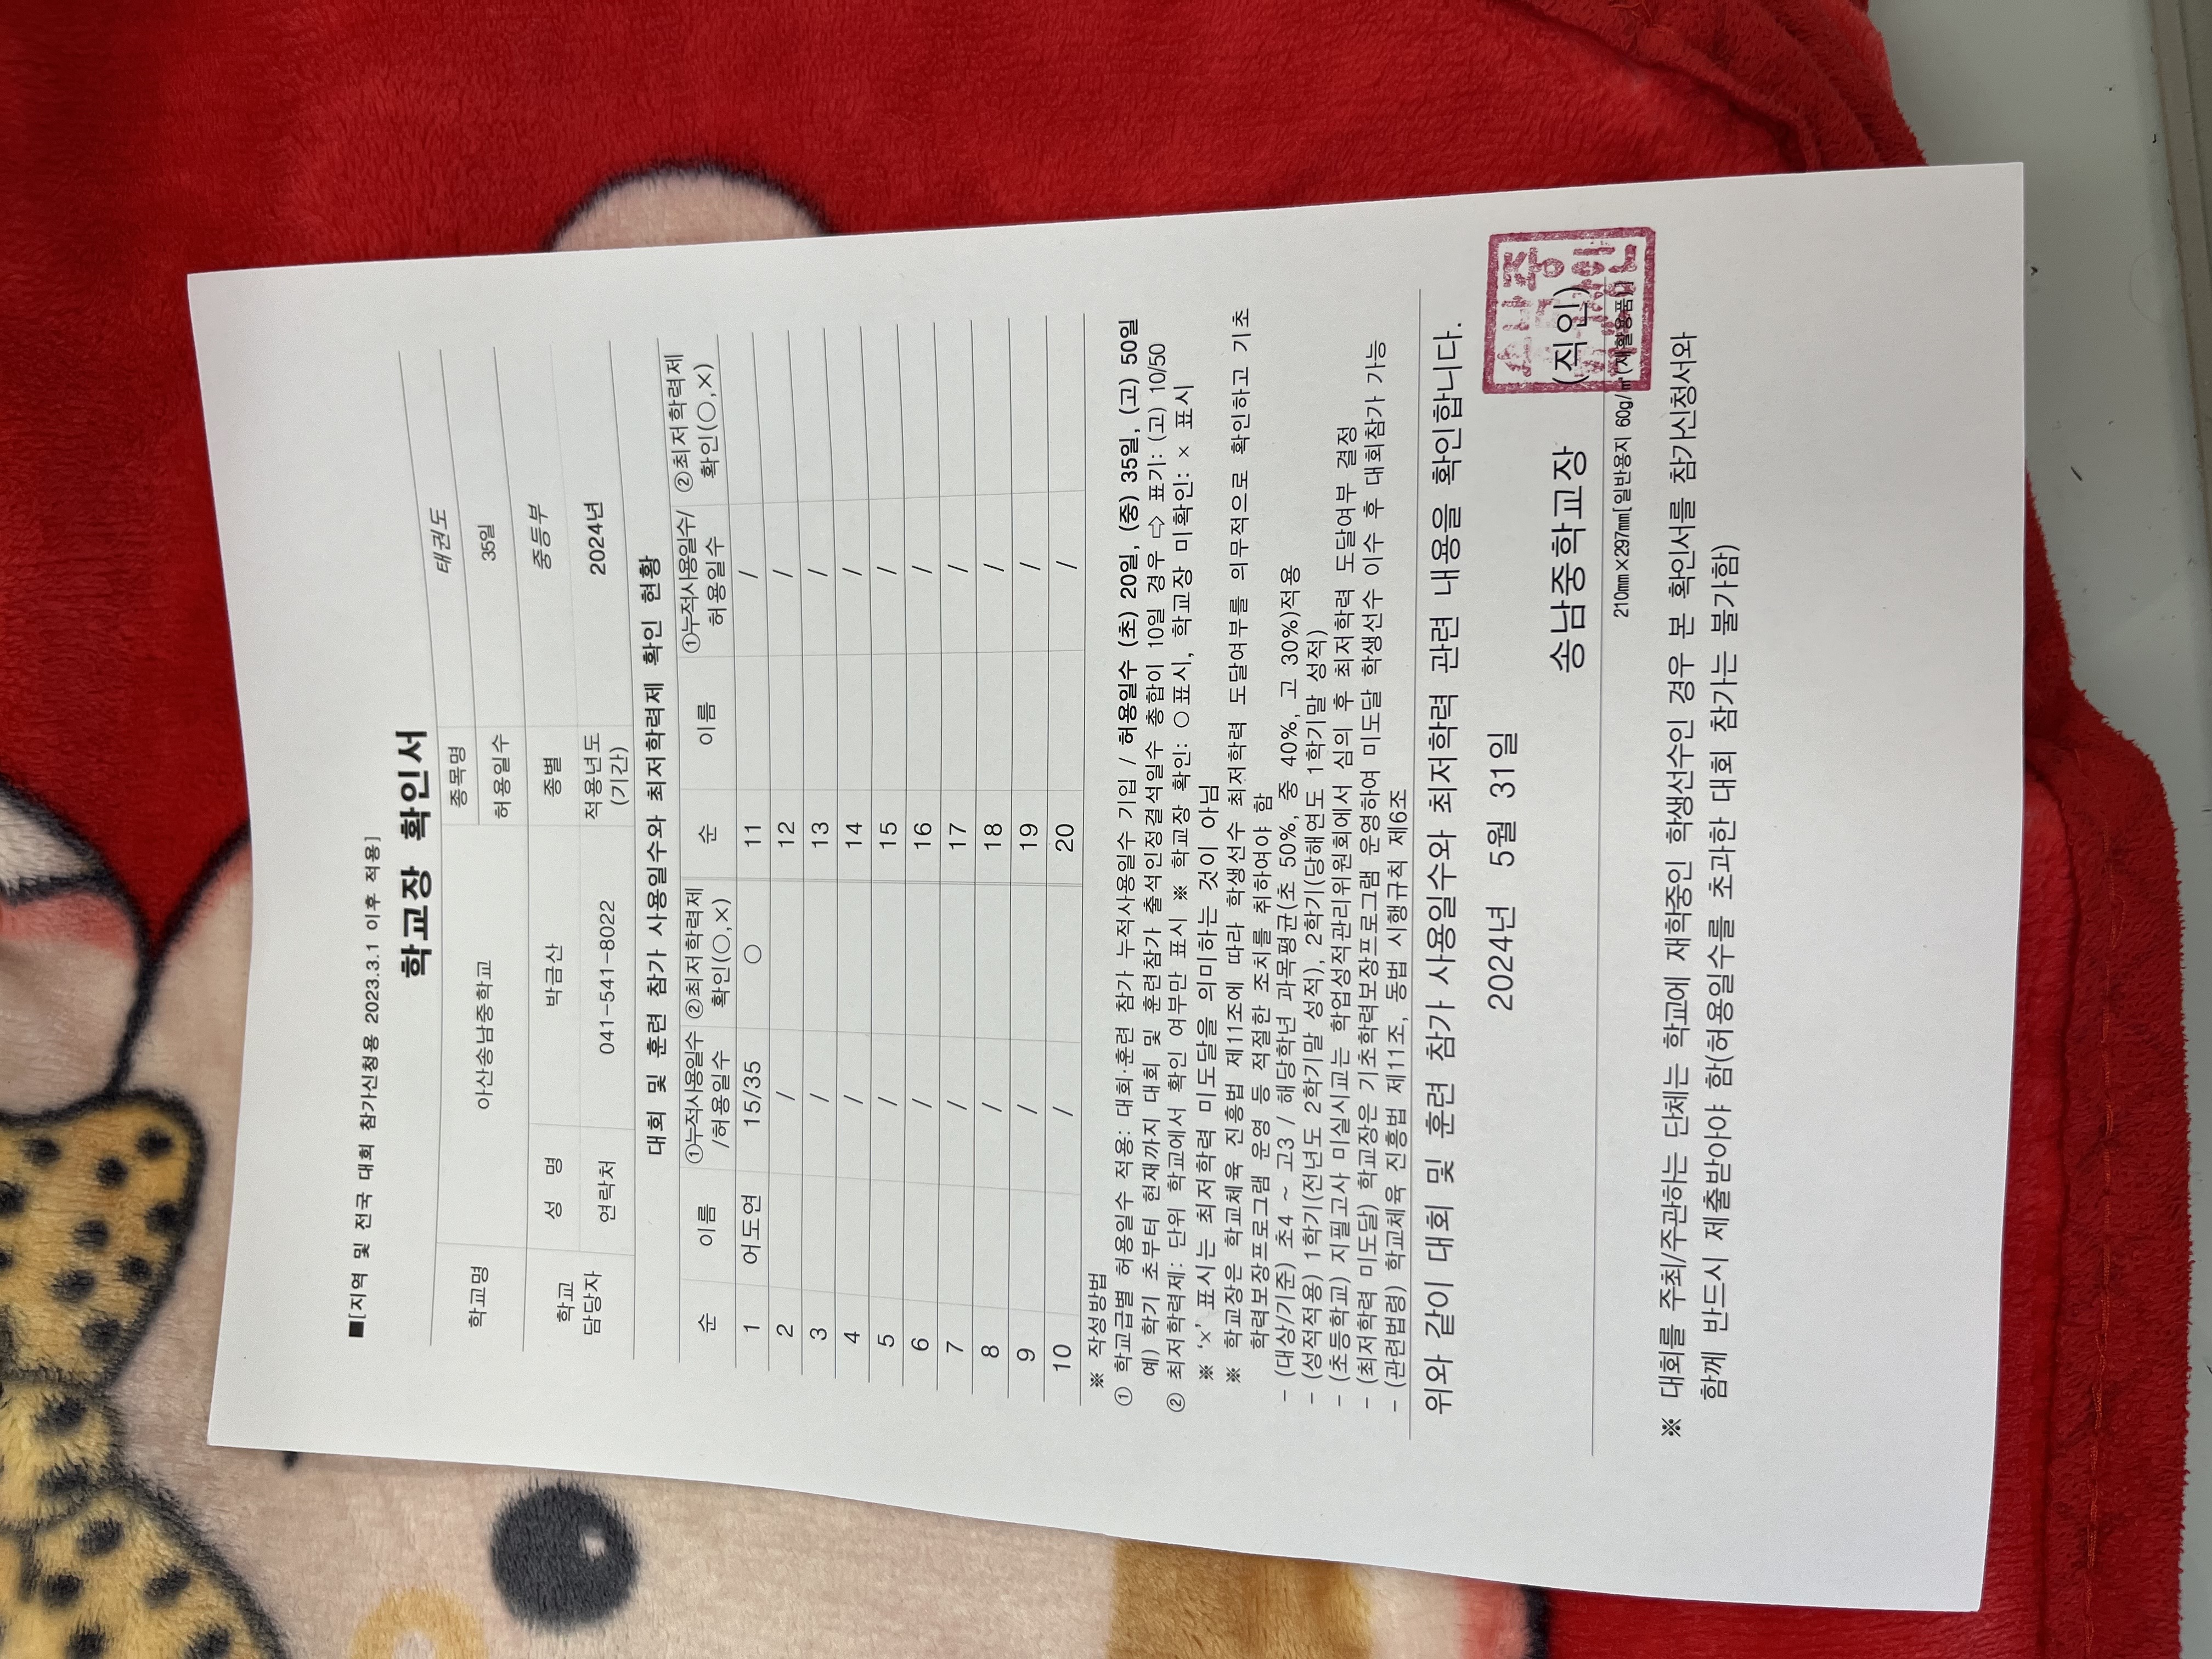 ■[지역 및 전국 대회 참가신청용 2023.3.1 이후 적용]
학교장 확인서
학교명 아산송남중학교 종목명 태권도
허용일수 35일
학교 담당자 성 명 박금산 종별 중등부
연락처 041-541-8022 적용년도 (기간) 2024년
대회 및 훈련 참가 사용일수와 최저학력제 확인 현황
순 이름 ①누적사용일수 /허용일수 ②최저학력제 확인(○,×) 순 이름 ①누적사용일수/ 허용일수 ②최저학력제 확인(○,×)
1 어도연 15/35 ○ 11 /
2 / 12 /
3 / 13 /
4 / 14 /
5 / 15 /
6 / 16 /
7 / 17 /
8 / 18 /
9 / 19 /
10 / 20 /
※ 작성방법
① 학교급별 허용일수 적용: 대회·훈련 참가 누적사용일수 기입 / 허용일수 (초) 20일, (중) 35일, (고) 50일
예) 학기 초부터 현재까지 대회 및 훈련참가 출석인정결석일수 총합이 10일 경우 ⇨ 표기: (고) 10/50
② 최저학력제: 단위 학교에서 확인 여부만 표시 ※ 학교장 확인: ○표시, 학교장 미확인: × 표시
※ ‘×’ 표시는 최저학력 미도달을 의미하는 것이 아님
※ 학교장은 학교체육 진흥법 제11조에 따라 학생선수 최저학력 도달여부를 의무적으로 확인하고 기초
학력보장프로그램 운영 등 적절한 조치를 취하여야 함
- (대상/기준) 초4 ~ 고3 / 해당학년 과목평균(초 50%, 중 40%, 고 30%)적용
- (성적적용) 1학기(전년도 2학기말 성적), 2학기(당해연도 1학기말 성적)
- (초등학교) 지필고사 미실시교는 학업성적관리위원회에서 심의 후 최저학력 도달여부 결정
- (최저학력 미도달) 학교장은 기초학력보장프로그램 운영하여 미도달 학생선수 이수 후 대회참가 가능
- (관련법령) 학교체육 진흥법 제11조, 동법 시행규칙 제6조
위와 같이 대회 및 훈련 참가 사용일수와 최저학력 관련 내용을 확인합니다.
2024년 5월 31일
송남중학교장 (직인)
210㎜×297㎜[일반용지 60g/㎡(재활용품)]
※ 대회를 주최/주관하는 단체는 학교에 재학중인 학생선수인 경우 본 확인서를 참가신청서와
함께 반드시 제출받아야 함(허용일수를 초과한 대회 참가는 불가함)